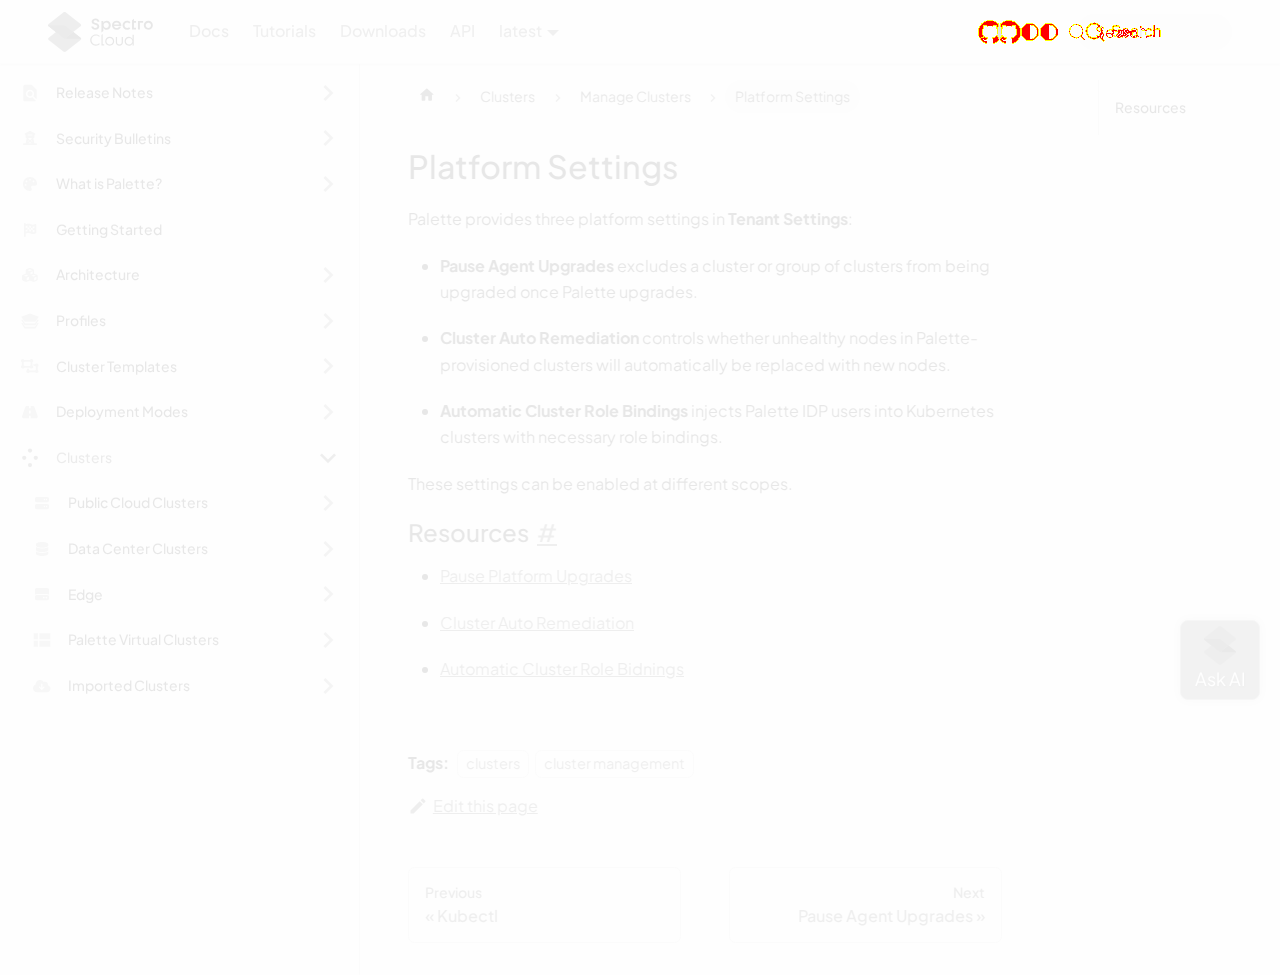 Spectro Cloud
Docs Tutorials Downloads API latest
Search
Release Notes
Security Bulletins
What is Palette?
Getting Started
Architecture
Profiles
Cluster Templates
Deployment Modes
Clusters
Public Cloud Clusters
Data Center Clusters
Edge
Palette Virtual Clusters
Imported Clusters
Clusters Manage Clusters Platform Settings
Platform Settings
Palette provides three platform settings in Tenant Settings:
Pause Agent Upgrades excludes a cluster or group of clusters from being
upgraded once Palette upgrades.
Cluster Auto Remediation controls whether unhealthy nodes in Palette-
provisioned clusters will automatically be replaced with new nodes.
Automatic Cluster Role Bindings injects Palette IDP users into Kubernetes
clusters with necessary role bindings.
These settings can be enabled at different scopes.
Resources #
Pause Platform Upgrades
Cluster Auto Remediation
Automatic Cluster Role Bidnings
Tags: clusters cluster management
Edit this page
Previous
« Kubectl
Next
Pause Agent Upgrades »
Resources
Ask AI